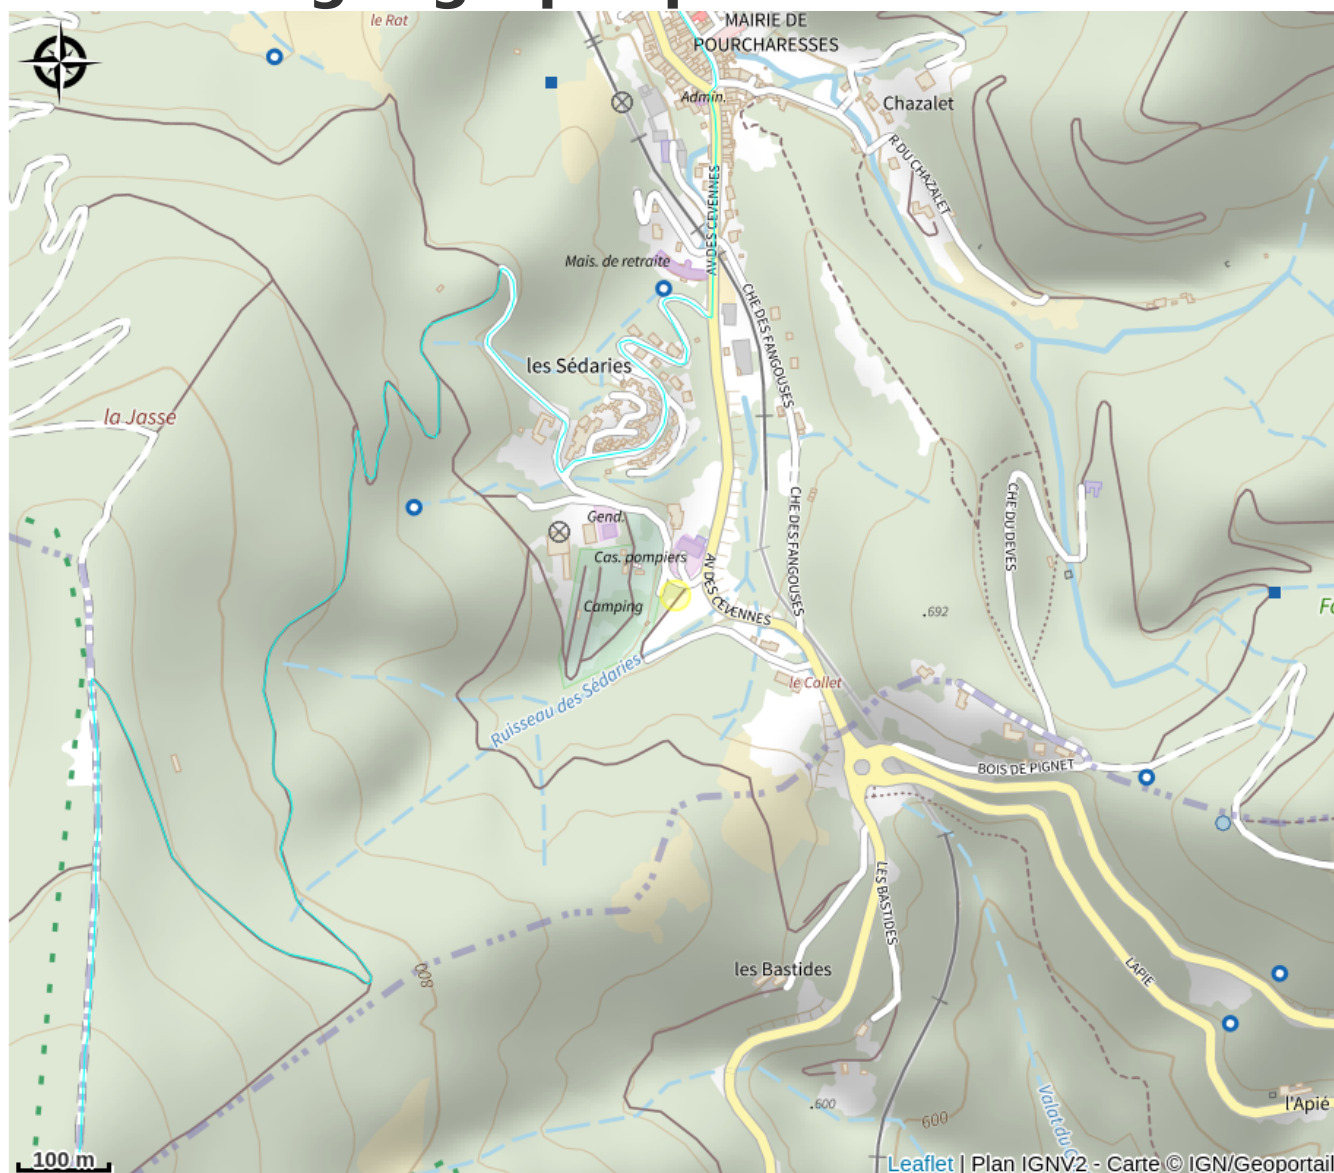 le Rat
MAIRIE DE
POURCHARESSES
Admin.
Chazalet
R DU CHAZALET
AV DES CEVENNES
Mais. de retraite
CHE DES FANGOUSES
les Sédaries
la Jasse
CHE DES FANGOUSES
CHE DU DEVES
Gend.
Cas. pompiers
AV DES CEVENNES
Camping
.692
Ruisseau des Sédaries
le Collet
BOIS DE PIGNET
LES BASTIDES
les Bastides
LAPIE
800
.600
600
Valat du
l'Apié
100 m
Leaflet | Plan IGNV2 - Carte © IGN/Geoportail